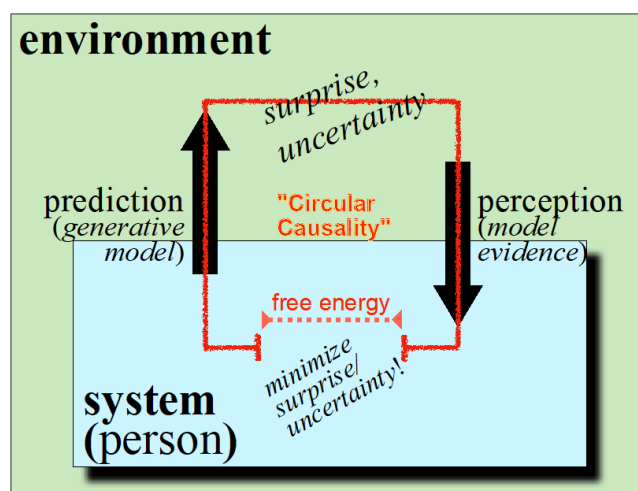 environment
surprise,
uncertainty
prediction
(generative
model)
"Circular
Causality"
perception
(model
evidence)
free energy
minimize
surprise/
uncertainty!
system
(person)